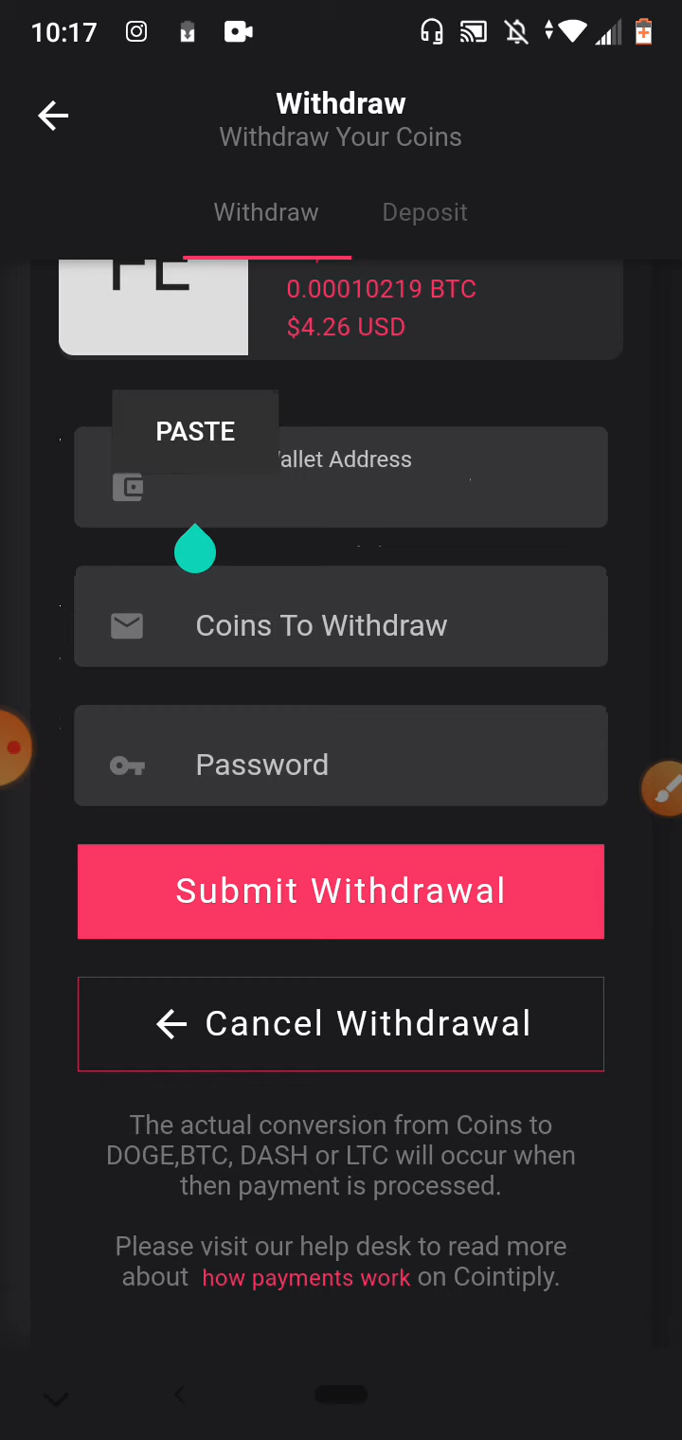 10:17
Withdraw
Withdraw Your Coins
Withdraw Deposit
0.00010219 BTC
$4.26 USD
PASTE
Address
Coins To Withdraw
Password
Submit Withdrawal
Cancel Withdrawal
The actual conversion from Coins to
DOGE,BTC, DASH or LTC will occur when
then payment is processed.
Please visit our help desk to read more
about how payments work on Cointiply.